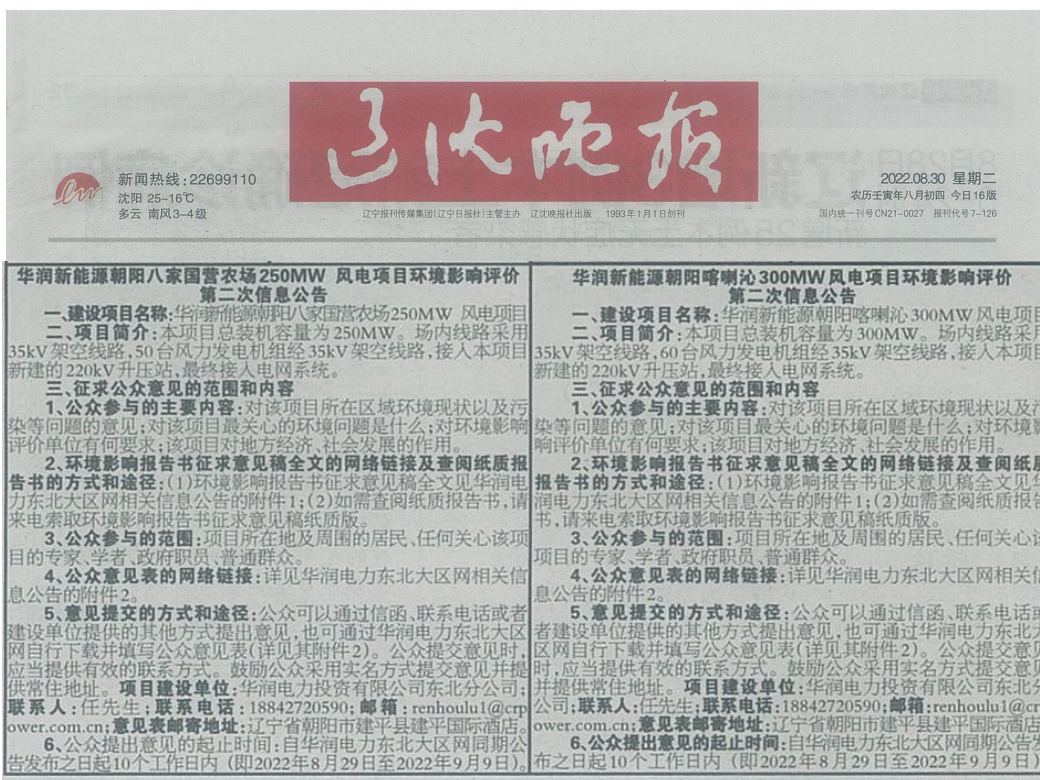 辽沈晚报
新闻热线:22699110
沈阳 25-16℃
多云 南风3-4级
2022.08.30 星期二
农历壬寅年八月初四 今日16版
辽宁报刊传媒集团(辽宁日报社)主管主办 辽沈晚报社出版 1993年1月1日创刊
国内统一刊号CN21-0027 报刊代号7-126
华润新能源朝阳八家国营农场250MW 风电项目环境影响评价
第二次信息公告
一、建设项目名称:华润新能源朝阳八家国营农场250MW 风电项目
二、项目简介:本项目总装机容量为250MW。场内线路采用
35kV架空线路,50台风力发电机组经35kV架空线路,接入本项目
新建的220kV升压站,最终接入电网系统。
三、征求公众意见的范围和内容
1、公众参与的主要内容:对该项目所在区域环境现状以及污
染等问题的意见;对该项目最关心的环境问题是什么;对环境影响
评价单位有何要求;该项目对地方经济、社会发展的作用。
2、环境影响报告书征求意见稿全文的网络链接及查阅纸质报
告书的方式和途径:(1)环境影响报告书征求意见稿全文见华润电
力东北大区网相关信息公告的附件1;(2)如需查阅纸质报告书,请
来电索取环境影响报告书征求意见稿纸质版。
3、公众参与的范围:项目所在地及周围的居民、任何关心该项
目的专家、学者、政府职员、普通群众。
4、公众意见表的网络链接:详见华润电力东北大区网相关信
息公告的附件2。
5、意见提交的方式和途径:公众可以通过信函、联系电话或者
建设单位提供的其他方式提出意见,也可通过华润电力东北大区
网自行下载并填写公众意见表(详见其附件2)。公众提交意见时,
应当提供有效的联系方式。鼓励公众采用实名方式提交意见并提
供常住地址。项目建设单位:华润电力投资有限公司东北分公司;
联系人:任先生;联系电话:18842720590;邮箱:renhoulu1@crp
ower.com.cn;意见表邮寄地址:辽宁省朝阳市建平县建平国际酒店。
6、公众提出意见的起止时间:自华润电力东北大区网同期公
告发布之日起10个工作日内(即2022年8月29日至2022年9月9日)。
华润新能源朝阳喀喇沁300MW风电项目环境影响评价
第二次信息公告
一、建设项目名称:华润新能源朝阳喀喇沁300MW风电项目
二、项目简介:本项目总装机容量为300MW。场内线路采
35kV架空线路,60台风力发电机组经35kV架空线路,接入本项
新建的220kV升压站,最终接入电网系统。
三、征求公众意见的范围和内容
1、公众参与的主要内容:对该项目所在区域环境现状以及
染等问题的意见;对该项目最关心的环境问题是什么;对环境影
响评价单位有何要求;该项目对地方经济、社会发展的作用。
2、环境影响报告书征求意见稿全文的网络链接及查阅纸质
报告书的方式和途径:(1)环境影响报告书征求意见稿全文见华
润电力东北大区网相关信息公告的附件1;(2)如需查阅纸质报告
书,请来电索取环境影响报告书征求意见稿纸质版。
3、公众参与的范围:项目所在地及周围的居民、任何关心该
项目的专家、学者、政府职员、普通群众。
4、公众意见表的网络链接:详见华润电力东北大区网相关
信息公告的附件2。
5、意见提交的方式和途径:公众可以通过信函、联系电话或
者建设单位提供的其他方式提出意见,也可通过华润电力东北大
区网自行下载并填写公众意见表(详见其附件2)。公众提交意见
时,应当提供有效的联系方式。鼓励公众采用实名方式提交意见
并提供常住地址。项目建设单位:华润电力投资有限公司东北分
公司;联系人:任先生;联系电话:18842720590;邮箱:renhoulu1@c
rpower.com.cn;意见表邮寄地址:辽宁省朝阳市建平县建平国际酒
6、公众提出意见的起止时间:自华润电力东北大区网同期公告
布之日起10个工作日内(即2022年8月29日至2022年9月9日)。